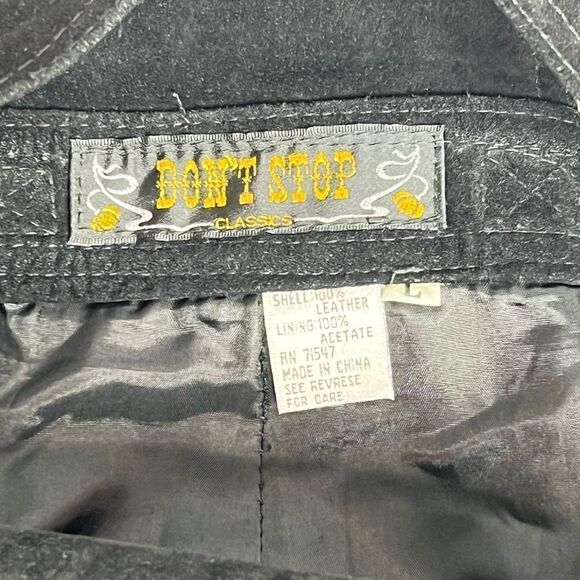 DON'T STOP
CLASSICS
L
SHELL:100%
LEATHER
LINING:100%
ACETATE
RN 71547
MADE IN CHINA
SEE REVRESE
FOR CARE